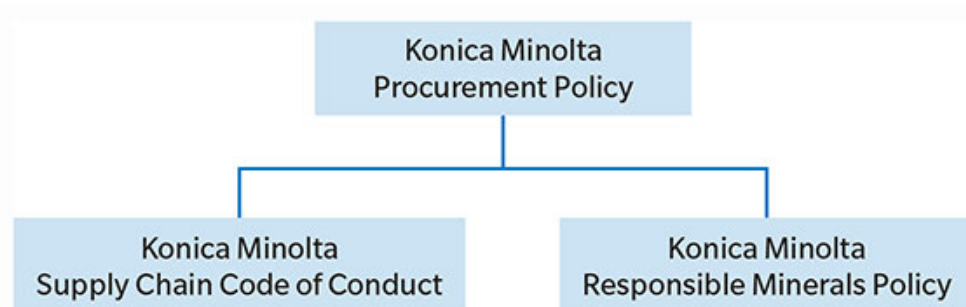 Konica Minolta
Procurement Policy
Konica Minolta
Supply Chain Code of Conduct
Konica Minolta
Responsible Minerals Policy